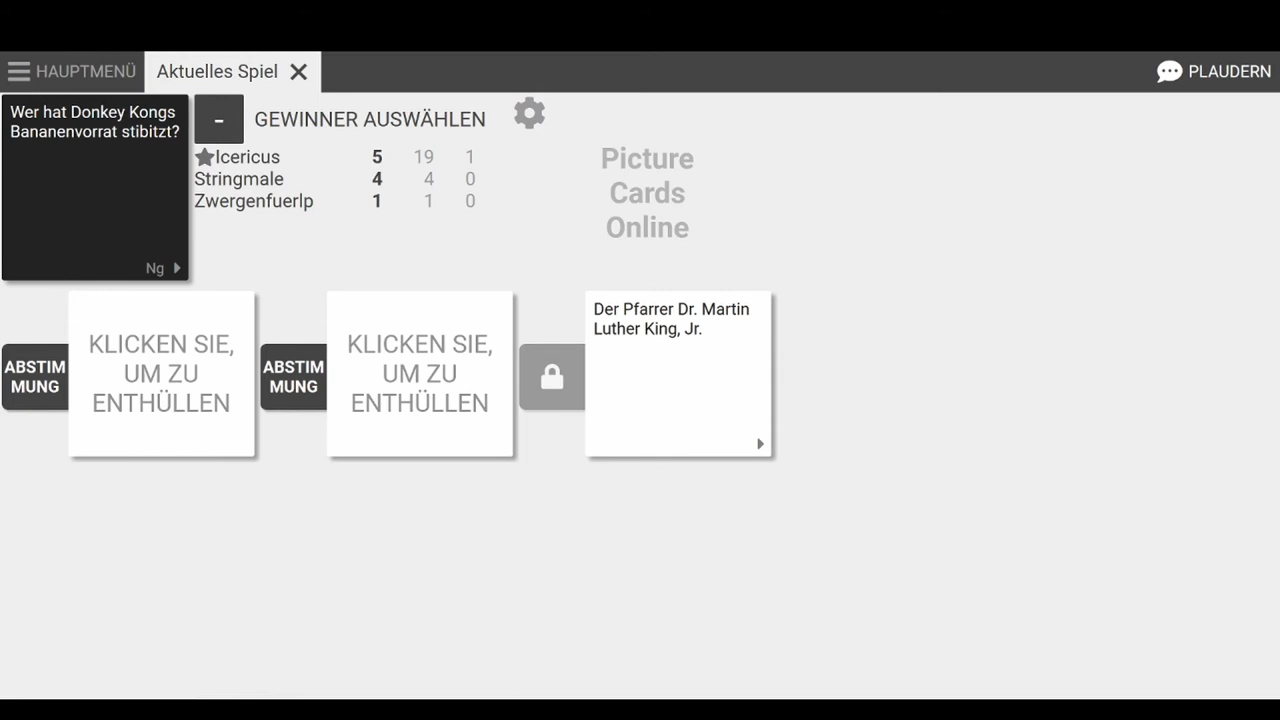 HAUPTMENÜ
Aktuelles Spiel
PLAUDERN
Wer hat Donkey Kongs
Bananenvorrat stibitzt?
Ng
-
GEWINNER AUSWÄHLEN
Icericus 5 19 1
Stringmale 4 4 0
Zwergenfuerlp 1 1 0
Picture
Cards
Online
ABSTIM
MUNG
KLICKEN SIE,
UM ZU
ENTHÜLLEN
ABSTIM
MUNG
KLICKEN SIE,
UM ZU
ENTHÜLLEN
Der Pfarrer Dr. Martin
Luther King, Jr.